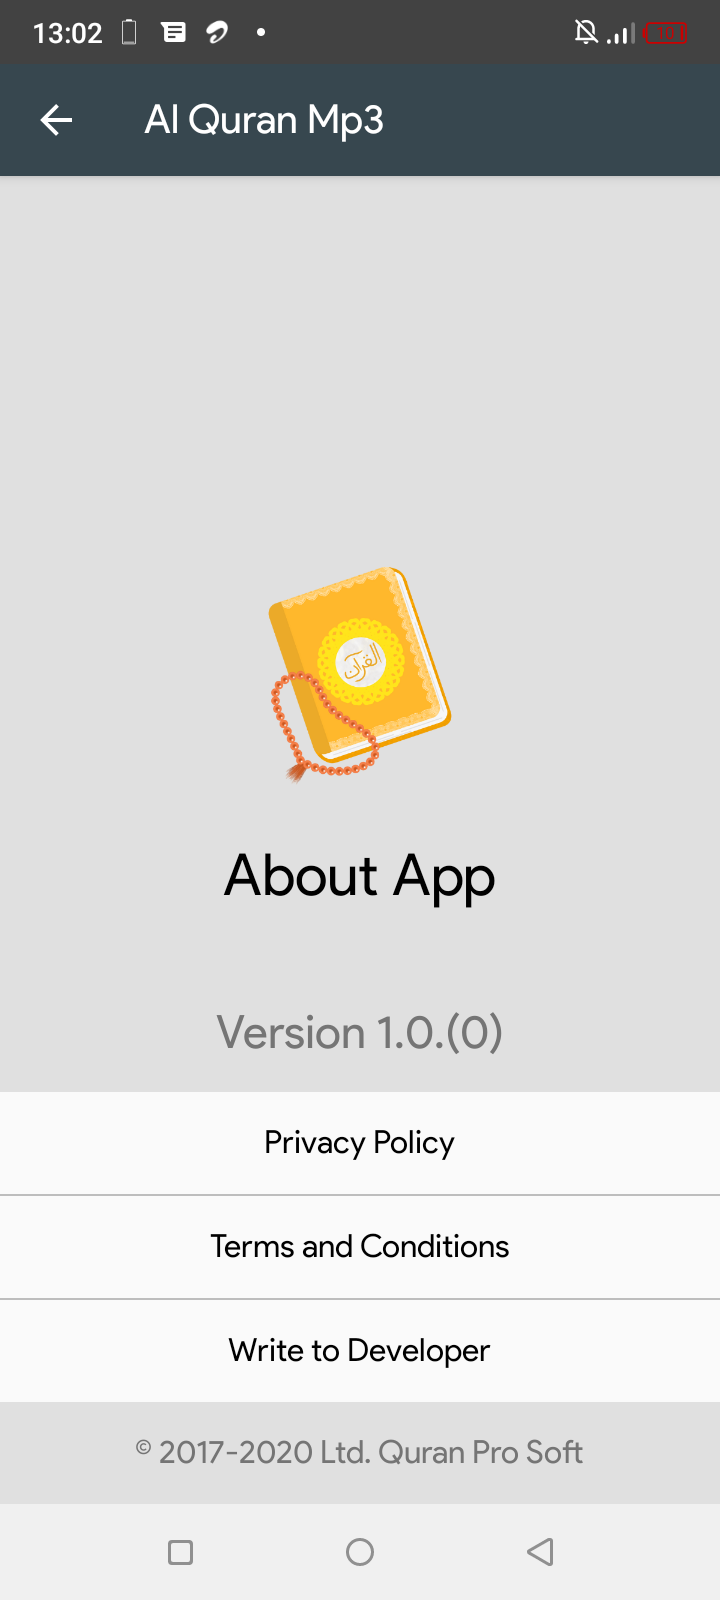 13:02
10
Al Quran Mp3
القرآن
About App
Version 1.0.(0)
Privacy Policy
Terms and Conditions
Write to Developer
© 2017-2020 Ltd. Quran Pro Soft